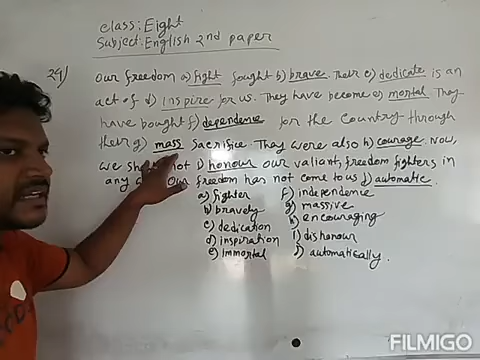 Class: Eight
Subject: English 2nd paper
29) Our freedom a) fight fought b) brave. Their c) dedicate is an
act of d) inspire for us. They have become e) mortal They
have bought f) dependence for the Country through
their g) mass Sacrifice. They were also h) courage. Now,
we not i) honour our valiant, freedom fighters in
any Our freedom has not come to us j) automatic.
a) fighter
b) bravely
c) dedication
d) inspiration
e) immortal
f) independence
g) massive
h) encouraging
i) dishonour
j) automatically.
FILMIGO